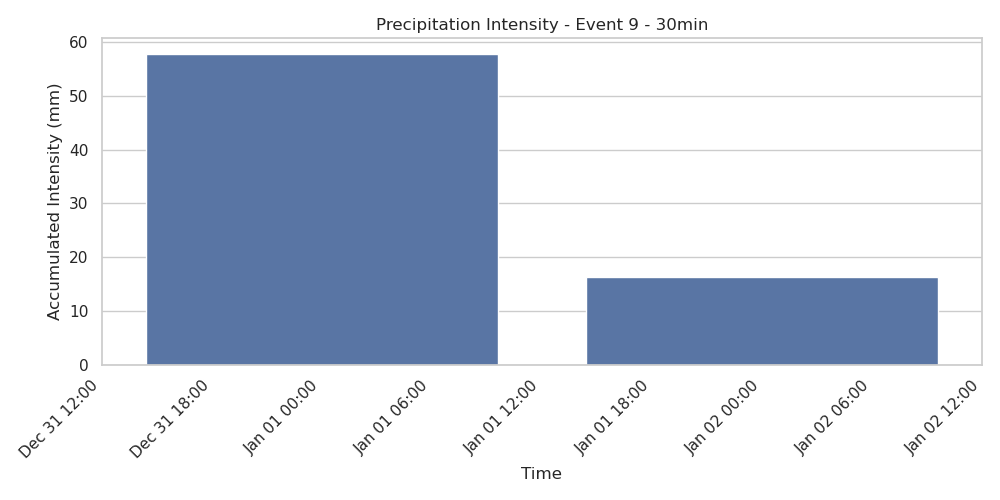 Precipitation Intensity - Event 9 - 30min
Accumulated Intensity (mm)
60
50
40
30
20
10
0
Dec 31 12:00
Dec 31 18:00
Jan 01 00:00
Jan 01 06:00
Jan 01 12:00
Jan 01 18:00
Jan 02 00:00
Jan 02 06:00
Jan 02 12:00
Time